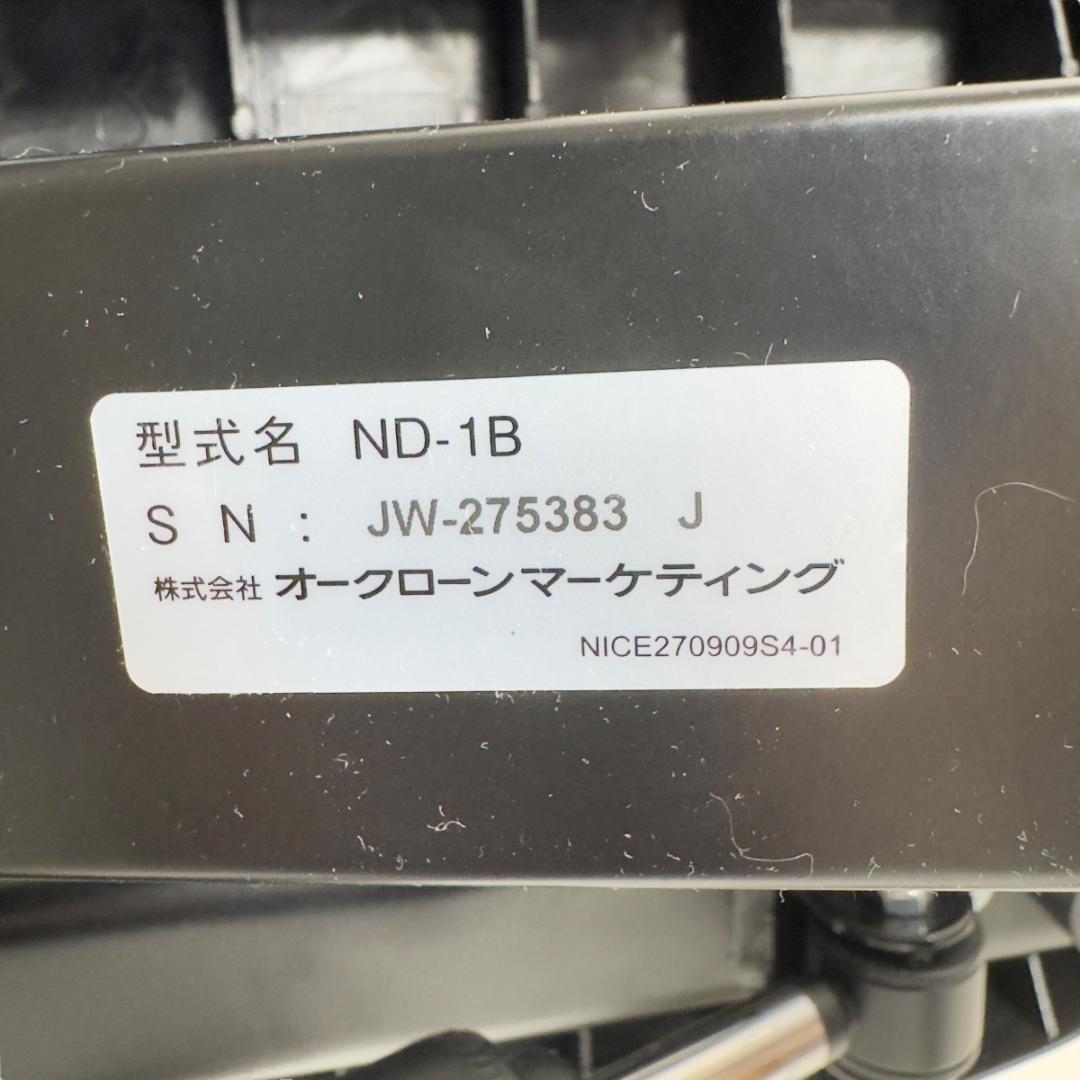 型式名 ND-1B
S N : JW-275383 J
株式会社 オークローンマーケティング
NICE270909S4-01